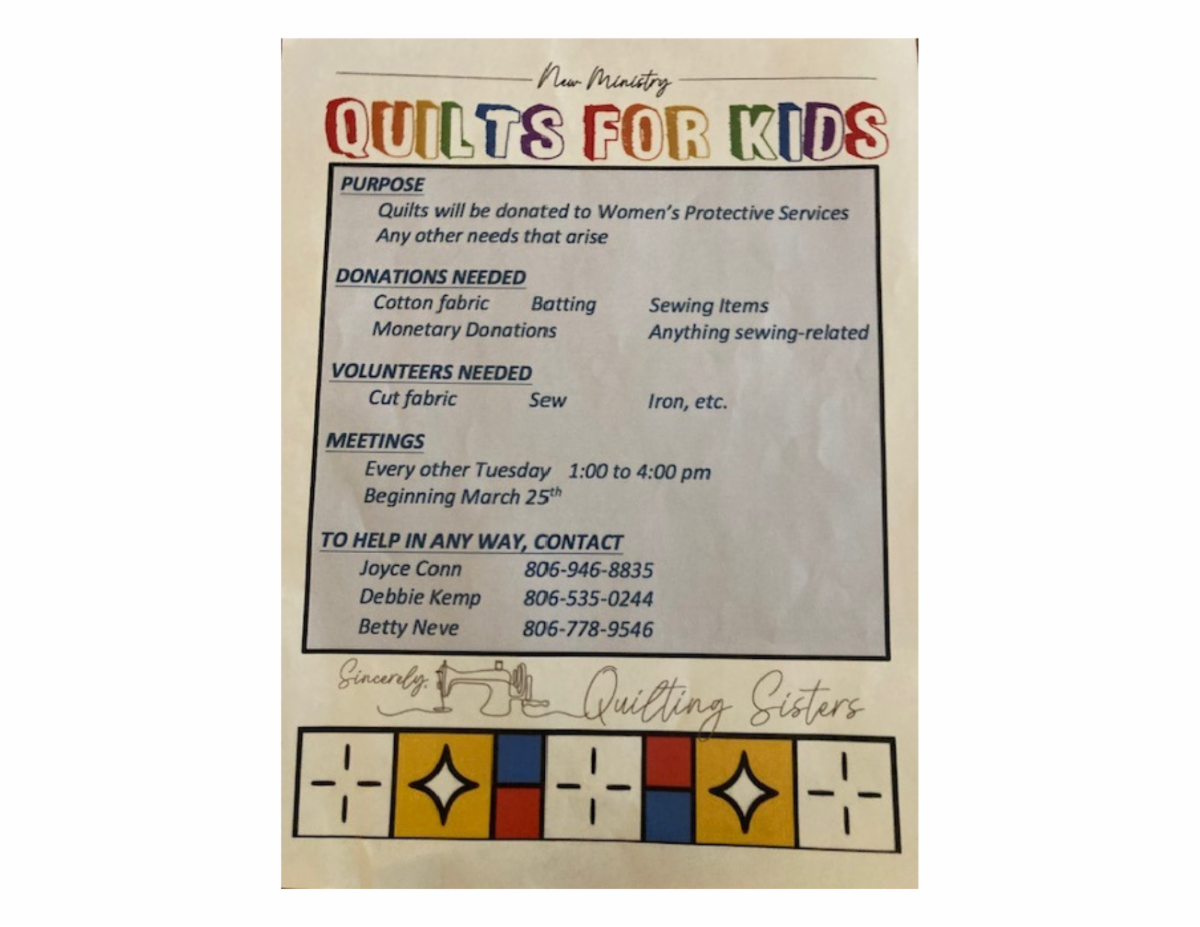 New Ministry
QUILTS FOR KIDS
PURPOSE
Quilts will be donated to Women's Protective Services
Any other needs that arise
DONATIONS NEEDED
Cotton fabric Batting Sewing Items
Monetary Donations Anything sewing-related
VOLUNTEERS NEEDED
Cut fabric Sew Iron, etc.
MEETINGS
Every other Tuesday 1:00 to 4:00 pm
Beginning March 25th
TO HELP IN ANY WAY, CONTACT
Joyce Conn 806-946-8835
Debbie Kemp 806-535-0244
Betty Neve 806-778-9546
Sincerely, Quilting Sisters